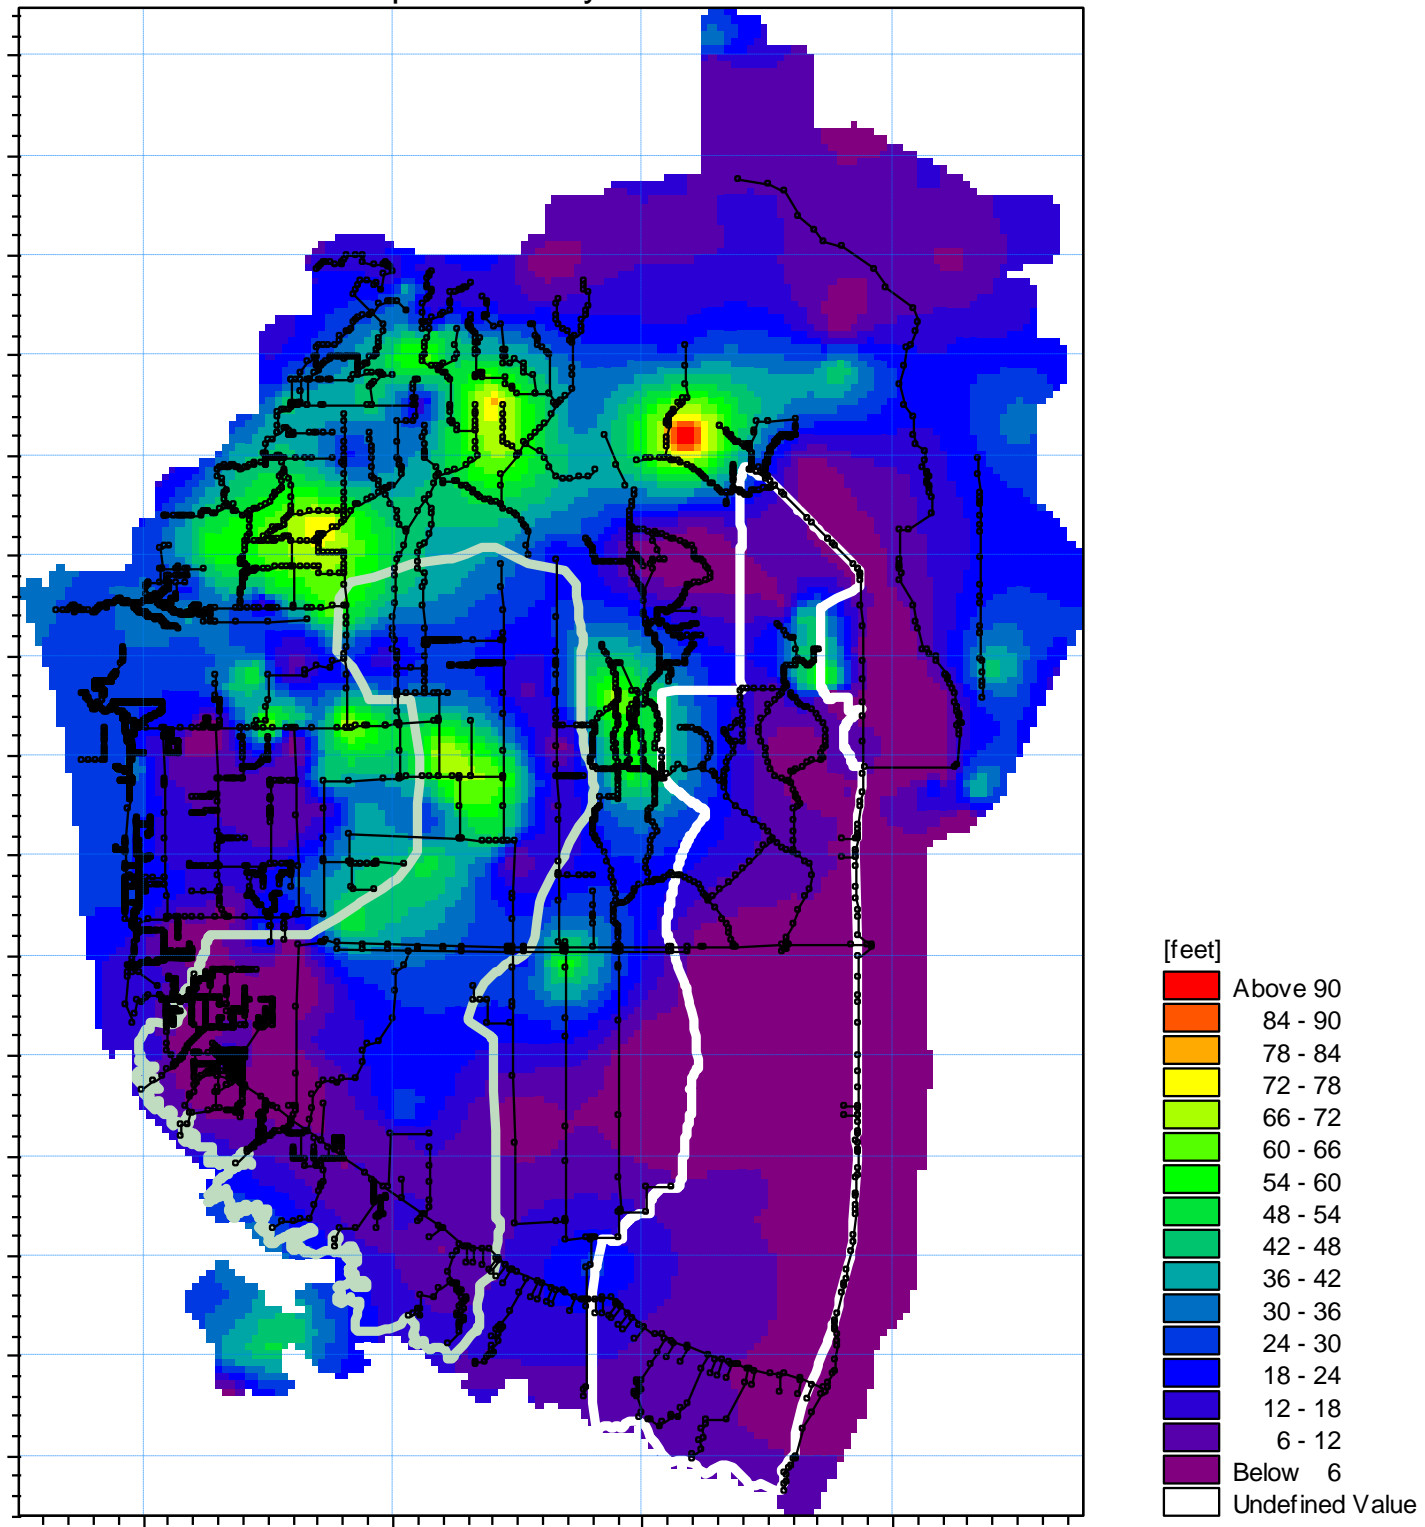 [feet]
Above 90
84 - 90
78 - 84
72 - 78
66 - 72
60 - 66
54 - 60
48 - 54
42 - 48
36 - 42
30 - 36
24 - 30
18 - 24
12 - 18
6 - 12
Below 6
Undefined Value